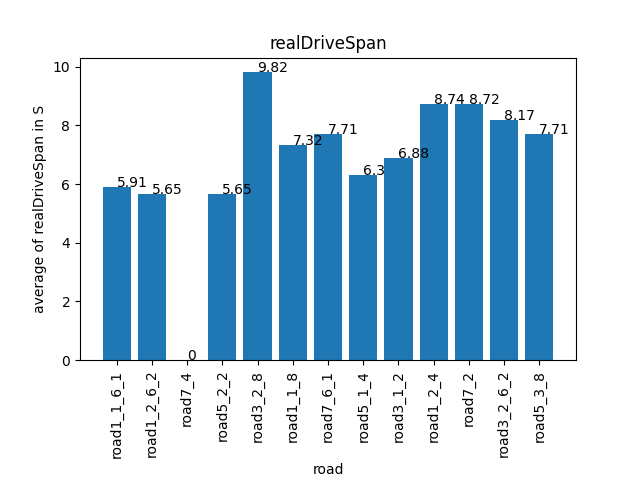 realDriveSpan
average of realDriveSpan in S
10
8
6
4
2
0
5.91
5.65
0
5.65
9.82
7.32
7.71
6.3
6.88
8.74
8.72
8.17
7.71
road1_1_6_1
road1_2_6_2
road7_4
road5_2_2
road3_2_8
road1_1_8
road7_6_1
road5_1_4
road3_1_2
road1_2_4
road7_2
road3_2_6_2
road5_3_8
road